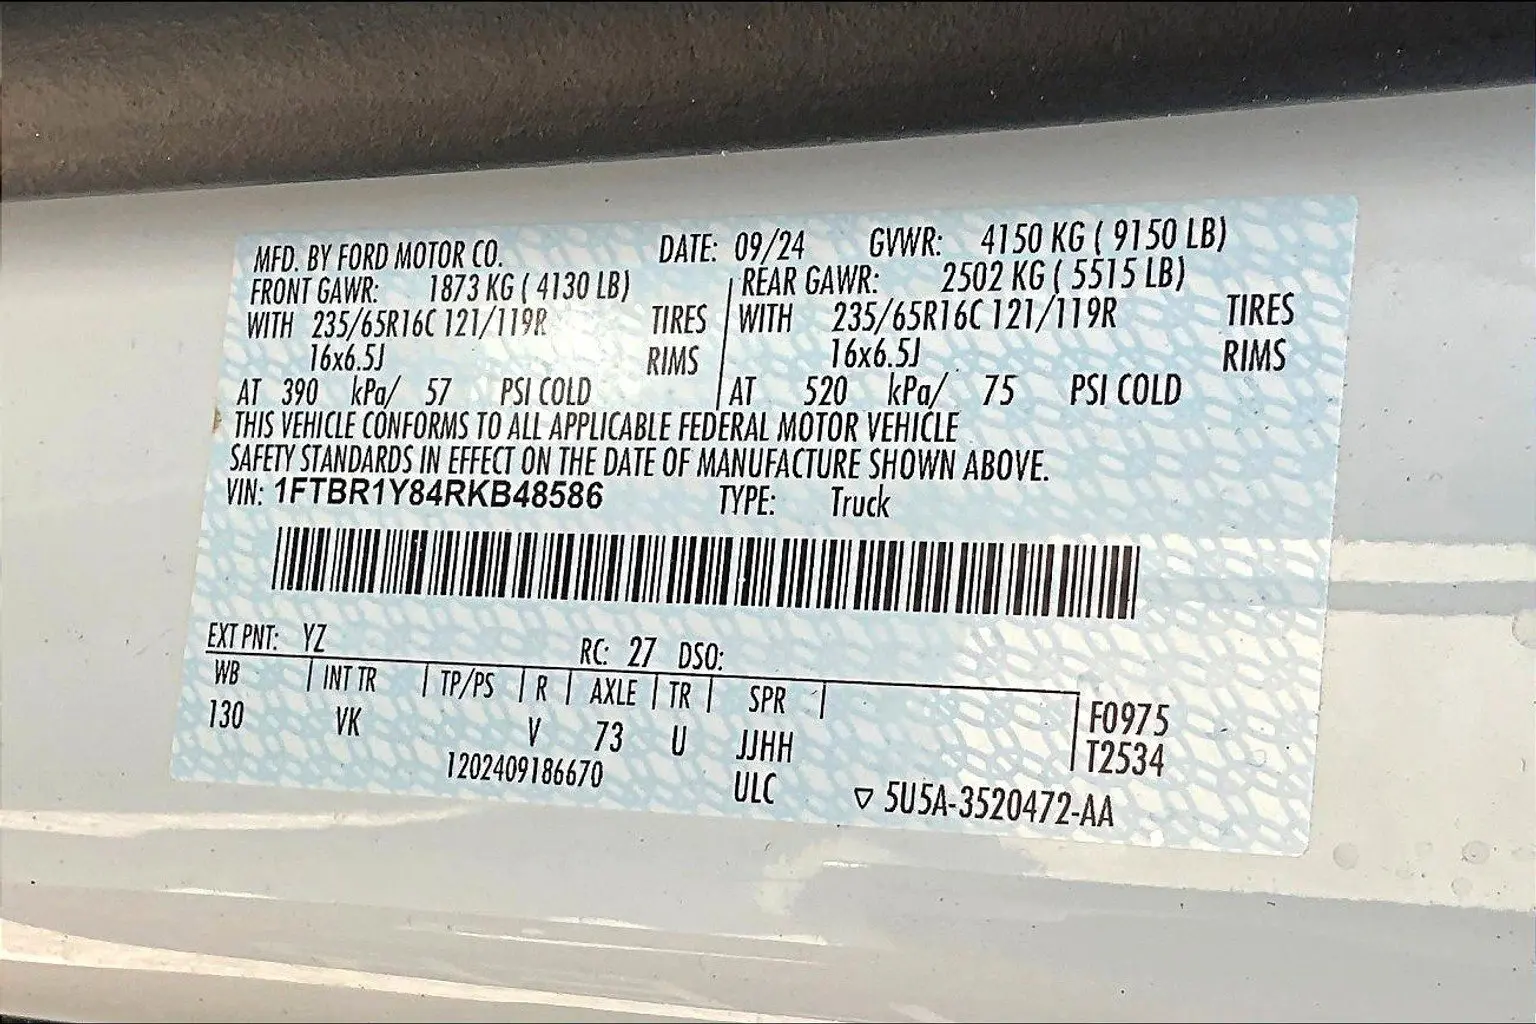 MFD. BY FORD MOTOR CO. DATE: 09/24 GVWR: 4150 KG ( 9150 LB)
FRONT GAWR: 1873 KG ( 4130 LB) REAR GAWR: 2502 KG ( 5515 LB)
WITH 235/65R16C 121/119R TIRES WITH 235/65R16C 121/119R TIRES
16x6.5J RIMS 16x6.5J RIMS
AT 390 kPa/ 57 PSI COLD AT 520 kPa/ 75 PSI COLD
THIS VEHICLE CONFORMS TO ALL APPLICABLE FEDERAL MOTOR VEHICLE
SAFETY STANDARDS IN EFFECT ON THE DATE OF MANUFACTURE SHOWN ABOVE.
VIN: 1FTBR1Y84RKB48586 TYPE: Truck
EXT PNT: YZ RC: 27 DSO:
WB INT TR TP/PS R AXLE TR SPR F0975
130 VK V 73 U JJHH T2534
1202409186670 ULC ▽ 5U5A-3520472-AA